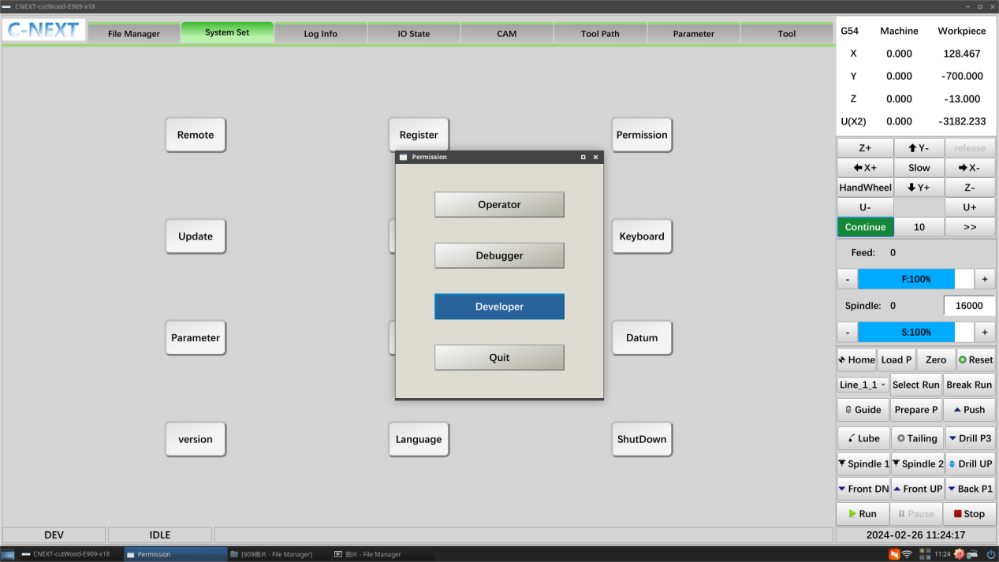 CNEXT-cutWood-E909-x18
C-NEXT
File Manager
System Set
Log Info
IO State
CAM
Tool Path
Parameter
Tool
G54 Machine Workpiece
X 0.000 128.467
Y 0.000 -700.000
Z 0.000 -13.000
U(X2) 0.000 -3182.233
Remote
Register
Permission
Update
Keyboard
Parameter
Datum
version
Language
ShutDown
Permission
Operator
Debugger
Developer
Quit
Z+ Y- release
X+ Slow X-
HandWheel Y+ Z-
U- U+
Continue 10 >>
Feed: 0
- F:100% +
Spindle: 0 16000
- S:100% +
Home Load P Zero Reset
Line_1_1 Select Run Break Run
Guide Prepare P Push
Lube Tailing Drill P3
Spindle 1 Spindle 2 Drill UP
Front DN Front UP Back P1
Run Pause Stop
DEV
IDLE
2024-02-26 11:24:17
CNEXT-cutWood-E909-x18
Permission
[909图片 - File Manager]
图片 - File Manager
11:24